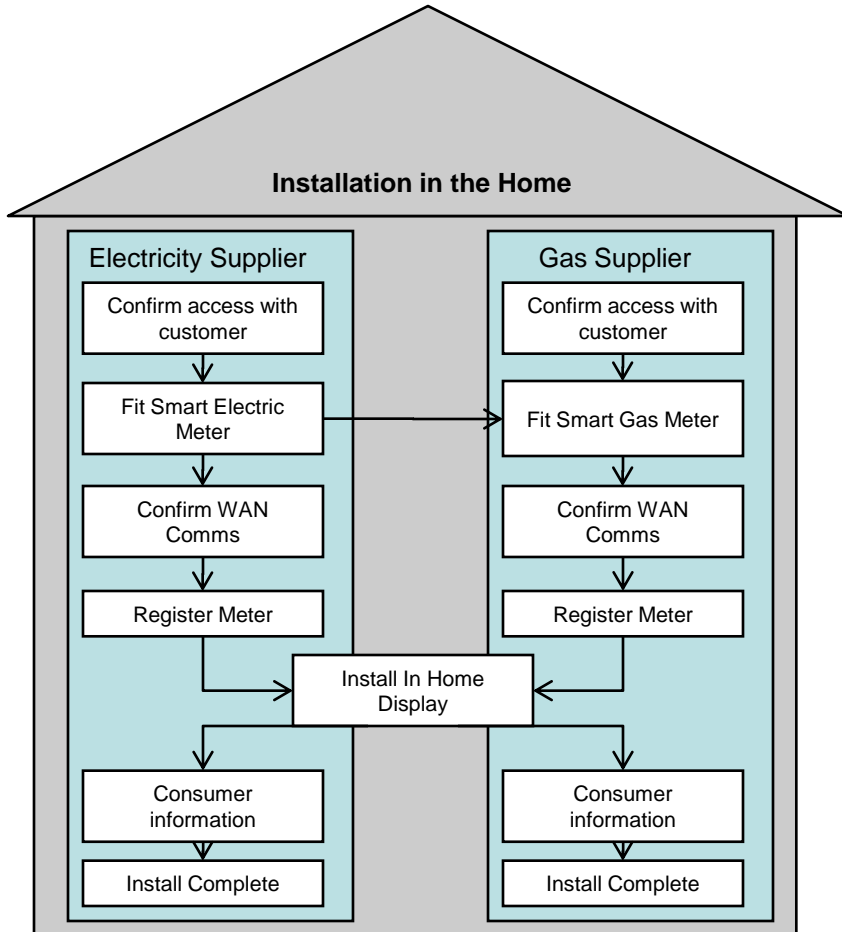 Installation in the Home
Electricity Supplier
Confirm access with
customer
Fit Smart Electric
Meter
Confirm WAN
Comms
Register Meter
Gas Supplier
Confirm access with
customer
Fit Smart Gas Meter
Confirm WAN
Comms
Register Meter
Install In Home
Display
Consumer
information
Install Complete
Consumer
information
Install Complete